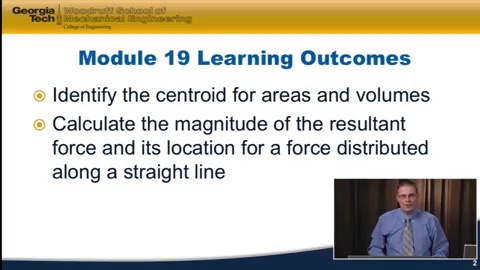 Georgia
Tech
Woodruff School of
Mechanical Engineering
College of Engineering
Module 19 Learning Outcomes
Identify the centroid for areas and volumes
Calculate the magnitude of the resultant
force and its location for a force distributed
along a straight line
2